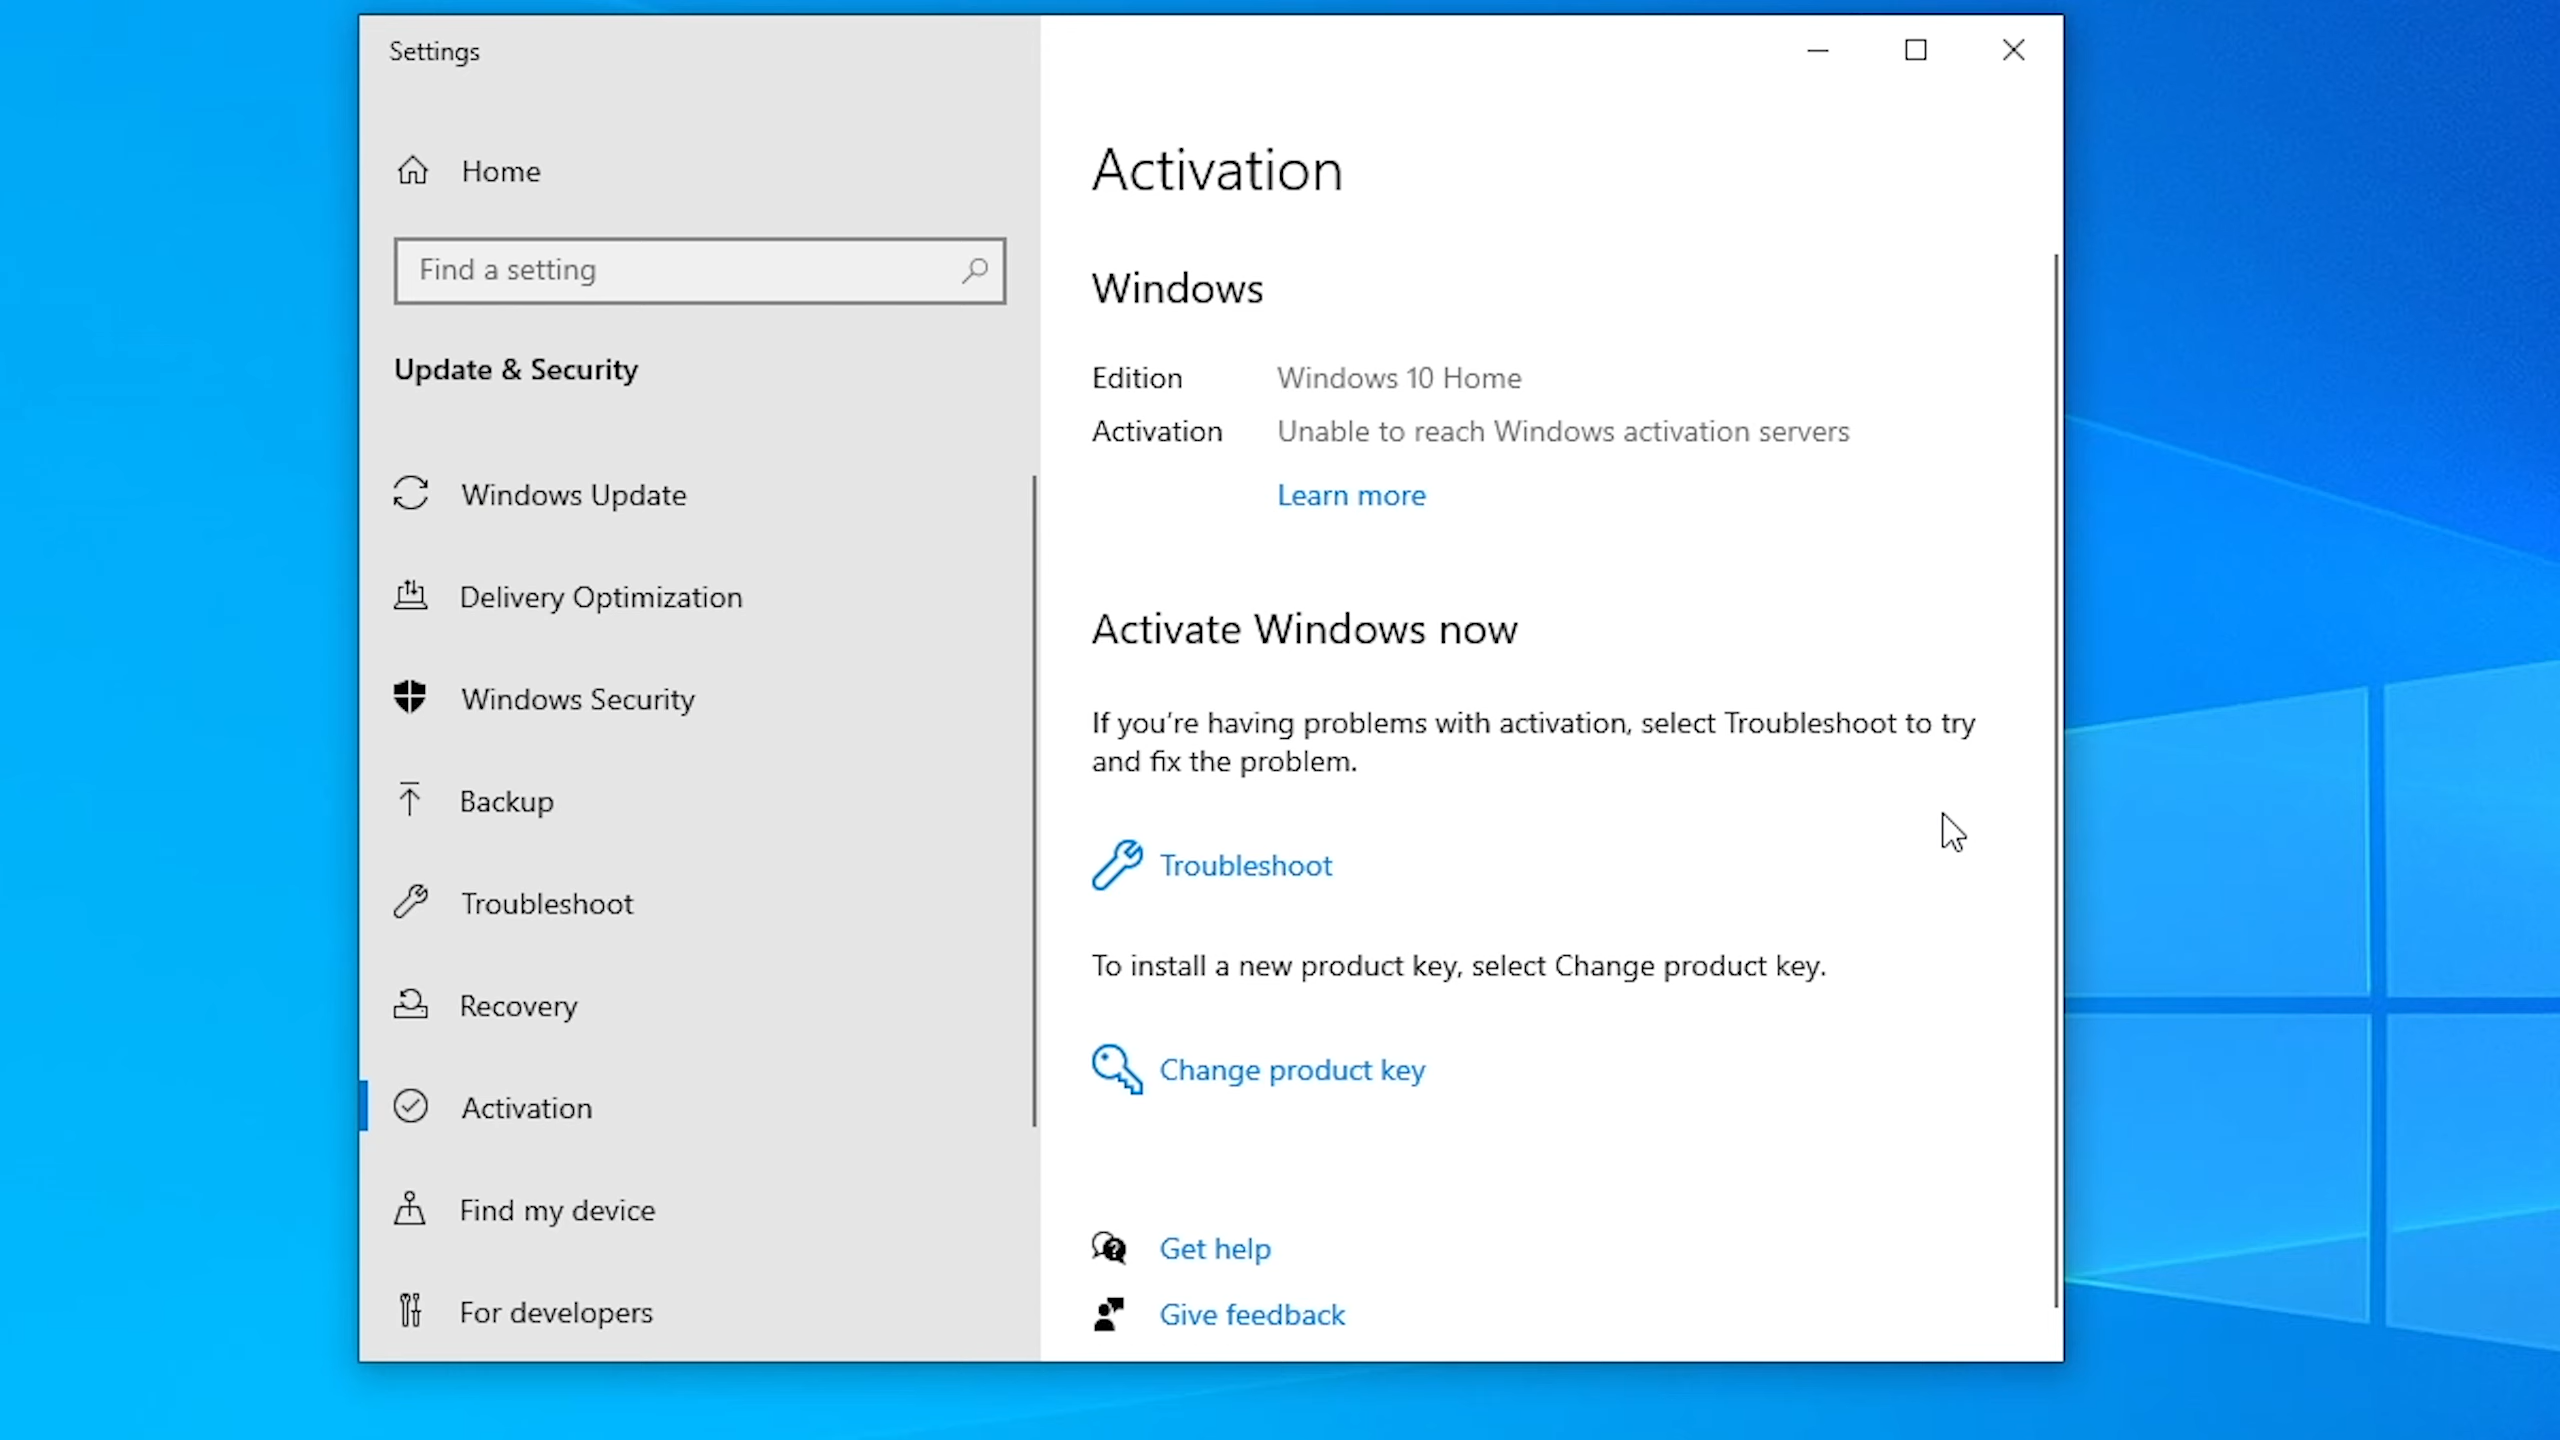 Settings
Home
Find a setting
Update & Security
Windows Update
Delivery Optimization
Windows Security
Backup
Troubleshoot
Recovery
Activation
Find my device
For developers
Activation
Windows
Edition Windows 10 Home
Activation Unable to reach Windows activation servers
Learn more
Activate Windows now
If you're having problems with activation, select Troubleshoot to try
and fix the problem.
Troubleshoot
To install a new product key, select Change product key.
Change product key
Get help
Give feedback